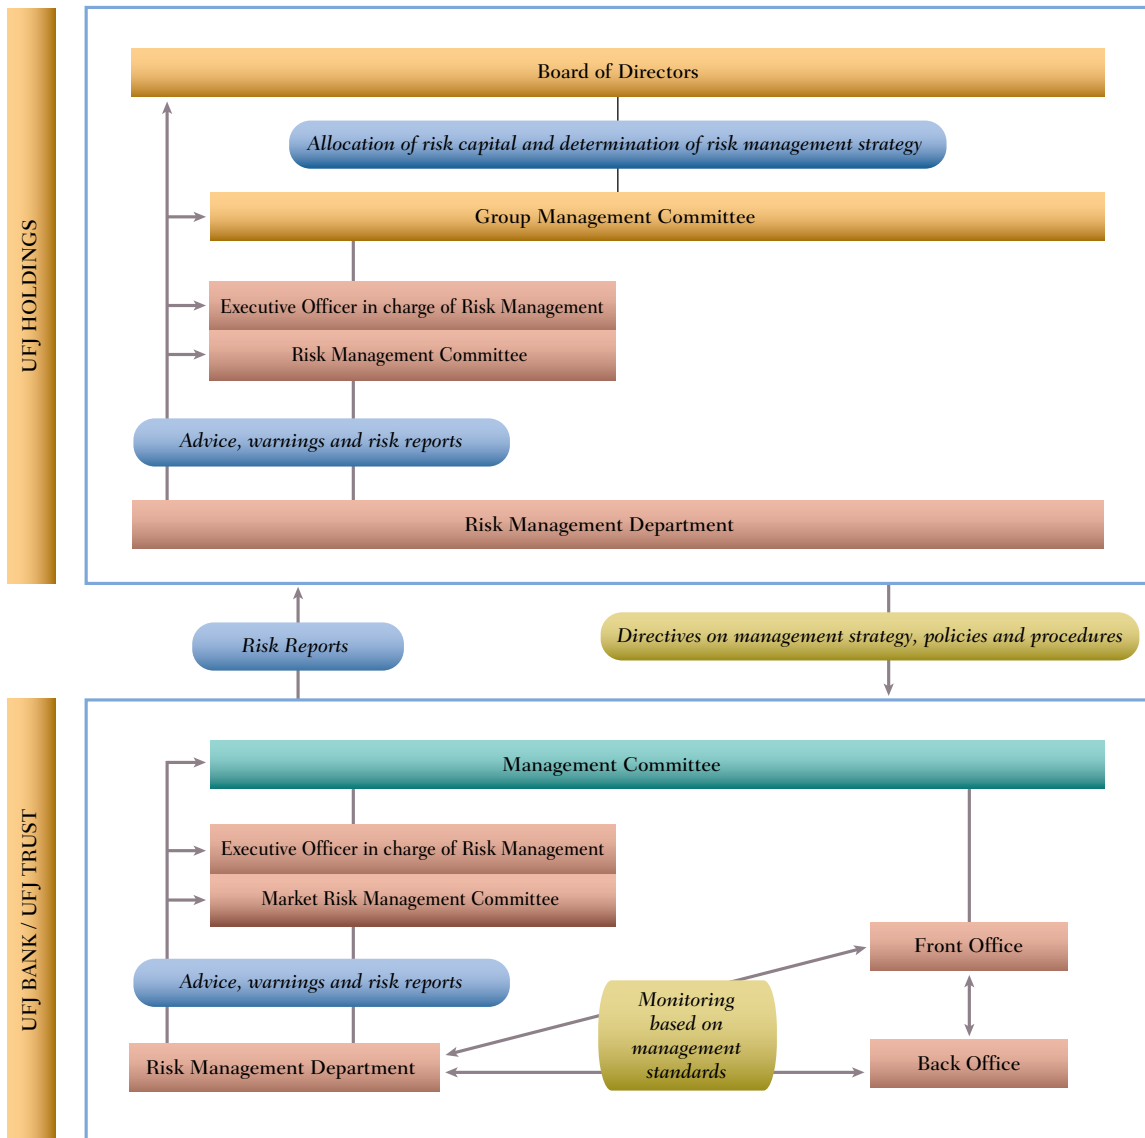 UFJ HOLDINGS
Board of Directors
Allocation of risk capital and determination of risk management strategy
Group Management Committee
Executive Officer in charge of Risk Management
Risk Management Committee
Advice, warnings and risk reports
Risk Management Department
Risk Reports
Directives on management strategy, policies and procedures
UFJ BANK / UFJ TRUST
Management Committee
Executive Officer in charge of Risk Management
Market Risk Management Committee
Front Office
Advice, warnings and risk reports
Monitoring
based on
management
standards
Risk Management Department
Back Office